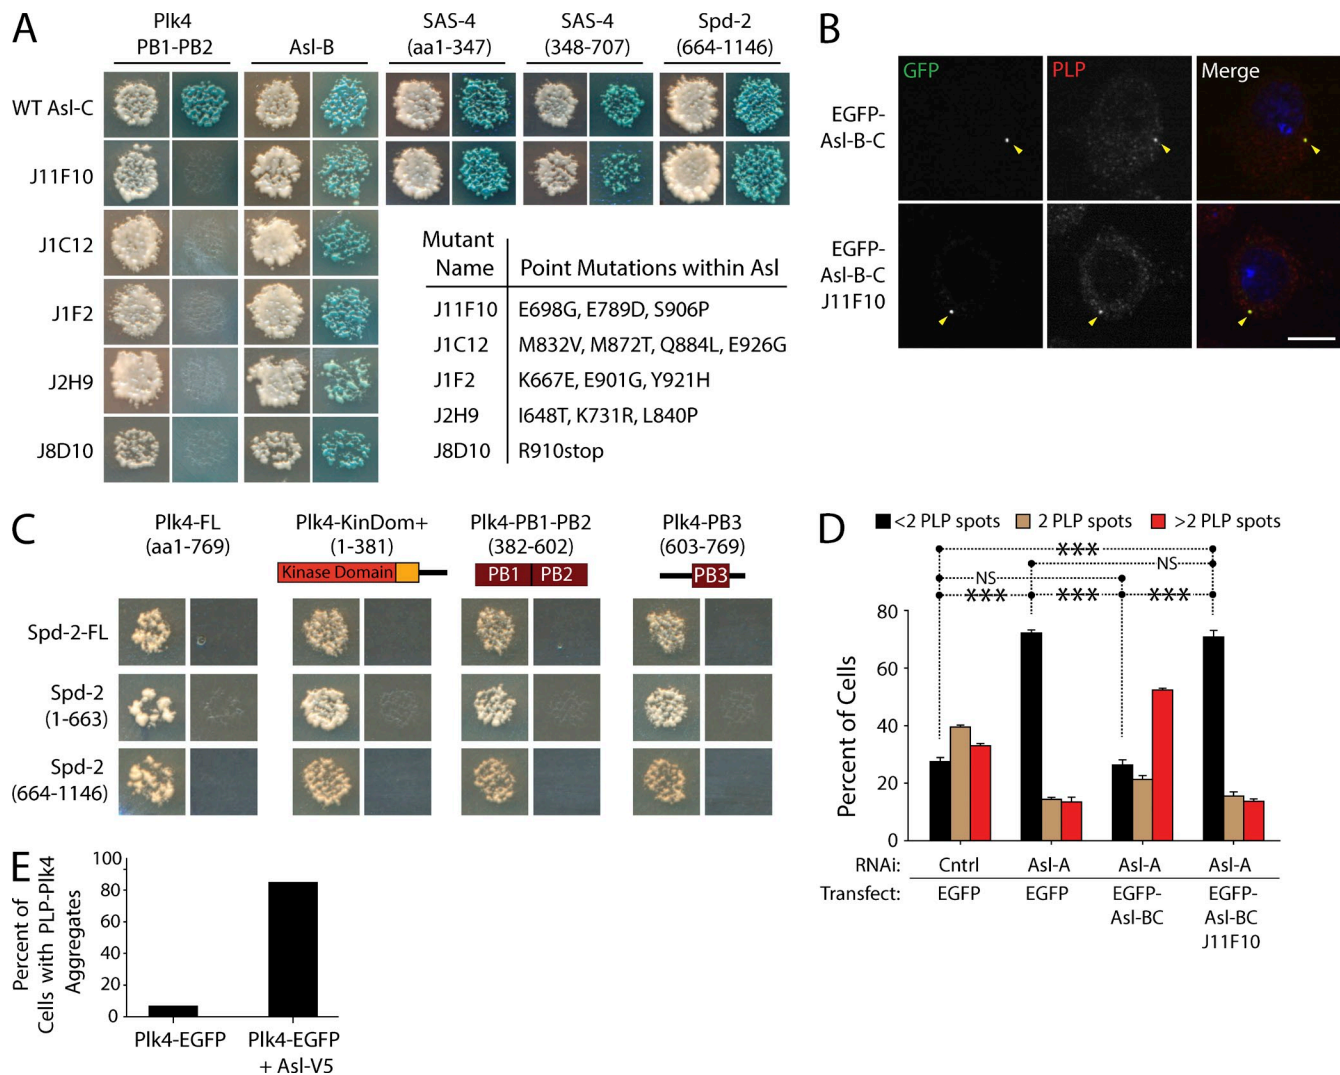 A
Plk4
PB1-PB2
Asl-B
SAS-4
(aa1-347)
SAS-4
(348-707)
Spd-2
(664-1146)
WT Asl-C
J11F10
J1C12
J1F2
J2H9
J8D10
Mutant
Name
Point Mutations within Asl
J11F10 E698G, E789D, S906P
J1C12 M832V, M872T, Q884L, E926G
J1F2 K667E, E901G, Y921H
J2H9 I648T, K731R, L840P
J8D10 R910stop
B
GFP
PLP
Merge
EGFP-
Asl-B-C
EGFP-
Asl-B-C
J11F10
C
Plk4-FL
(aa1-769)
Plk4-KinDom+
(1-381)
Kinase Domain
Plk4-PB1-PB2
(382-602)
PB1 PB2
Plk4-PB3
(603-769)
PB3
Spd-2-FL
Spd-2
(1-663)
Spd-2
(664-1146)
D
<2 PLP spots 2 PLP spots >2 PLP spots
***
NS
NS
*** *** ***
Percent of Cells
80
60
40
20
0
RNAi: Cntrl Asl-A Asl-A Asl-A
Transfect: EGFP EGFP EGFP- EGFP-
Asl-BC Asl-BC
J11F10
E
Percent of
Cells with PLP-Plk4
Aggregates
100
80
60
40
20
0
Plk4-EGFP
Plk4-EGFP
+ Asl-V5